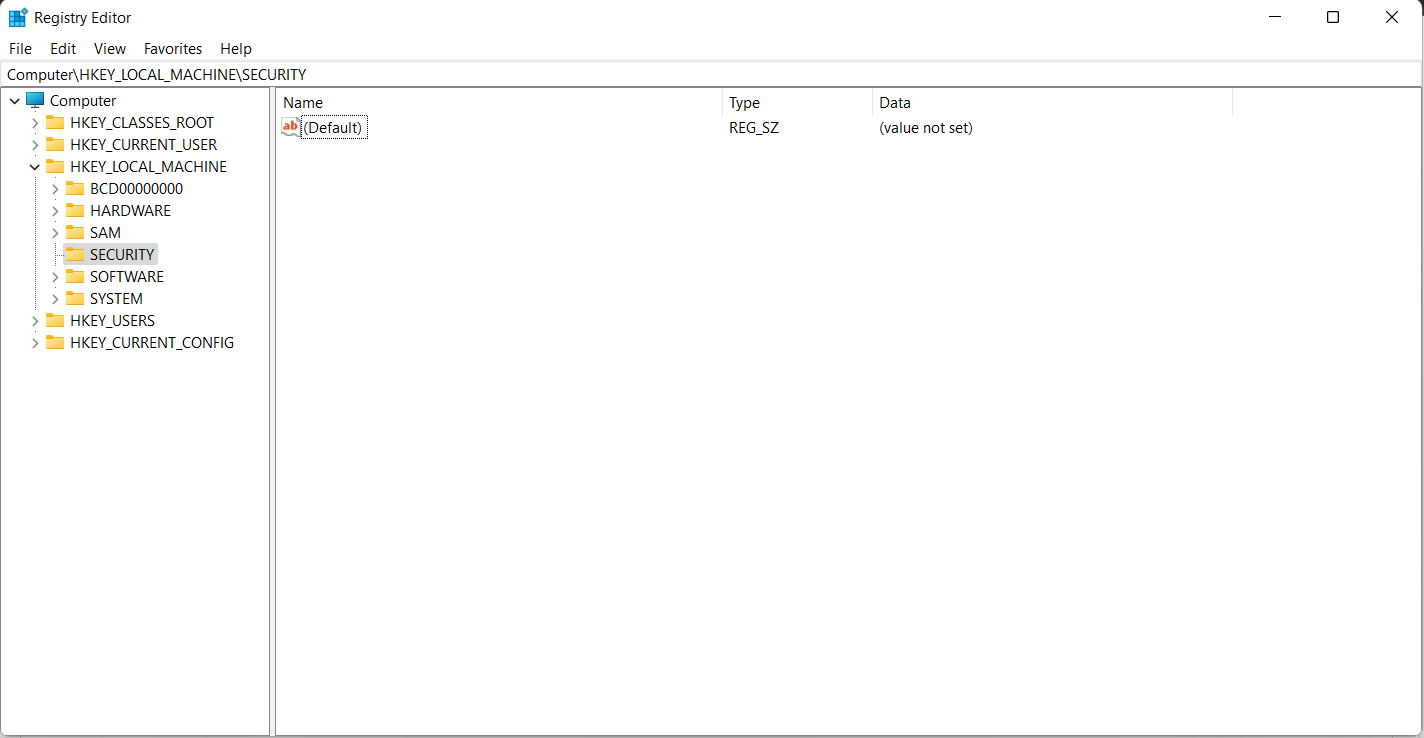 Registry Editor
File Edit View Favorites Help
Computer\HKEY_LOCAL_MACHINE\SECURITY
Computer
HKEY_CLASSES_ROOT
HKEY_CURRENT_USER
HKEY_LOCAL_MACHINE
BCD00000000
HARDWARE
SAM
SECURITY
SOFTWARE
SYSTEM
HKEY_USERS
HKEY_CURRENT_CONFIG
Name Type Data
ab (Default) REG_SZ (value not set)